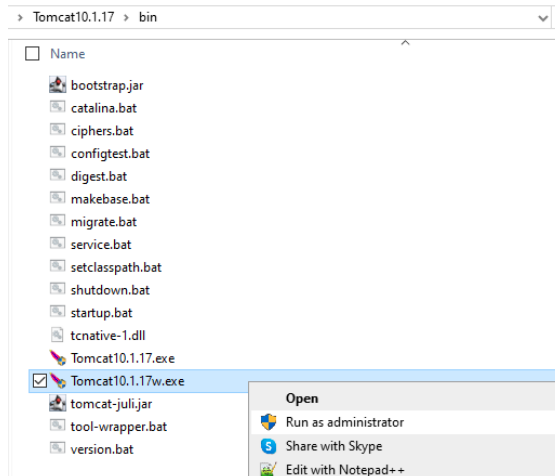 Tomcat10.1.17 > bin
Name
bootstrap.jar
catalina.bat
ciphers.bat
configtest.bat
digest.bat
makebase.bat
migrate.bat
service.bat
setclasspath.bat
shutdown.bat
startup.bat
tcnative-1.dll
Tomcat10.1.17.exe
Tomcat10.1.17w.exe
tomcat-juli.jar
tool-wrapper.bat
version.bat
Open
Run as administrator
Share with Skype
Edit with Notepad++